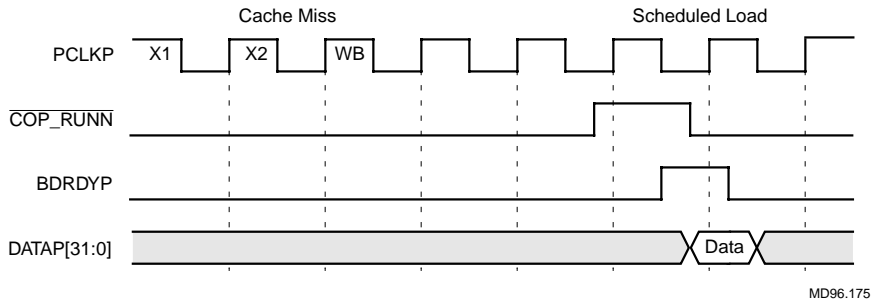 Cache Miss Scheduled Load
PCLKP X1 X2 WB
COP_RUNN
BDRDYP
DATAP[31:0] Data
MD96.175